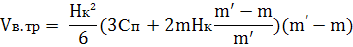 Vв.тр = Hк²/6 (3Cп + 2mHк (m′ − m)/m′)(m′ − m)